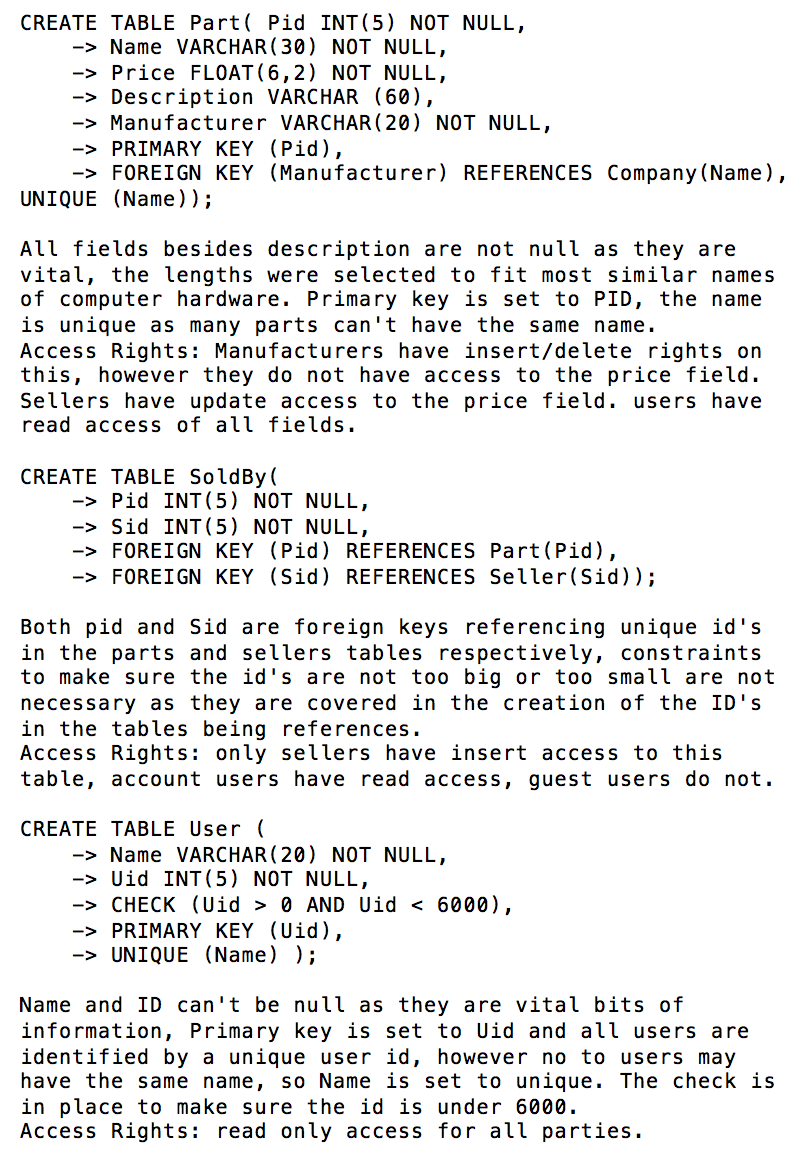 CREATE TABLE Part( Pid INT(5) NOT NULL,
-> Name VARCHAR(30) NOT NULL,
-> Price FLOAT(6,2) NOT NULL,
-> Description VARCHAR (60),
-> Manufacturer VARCHAR(20) NOT NULL,
-> PRIMARY KEY (Pid),
-> FOREIGN KEY (Manufacturer) REFERENCES Company(Name),
UNIQUE (Name));
All fields besides description are not null as they are
vital, the lengths were selected to fit most similar names
of computer hardware. Primary key is set to PID, the name
is unique as many parts can't have the same name.
Access Rights: Manufacturers have insert/delete rights on
this, however they do not have access to the price field.
Sellers have update access to the price field. users have
read access of all fields.
CREATE TABLE SoldBy(
-> Pid INT(5) NOT NULL,
-> Sid INT(5) NOT NULL,
-> FOREIGN KEY (Pid) REFERENCES Part(Pid),
-> FOREIGN KEY (Sid) REFERENCES Seller(Sid));
Both pid and Sid are foreign keys referencing unique id's
in the parts and sellers tables respectively, constraints
to make sure the id's are not too big or too small are not
necessary as they are covered in the creation of the ID's
in the tables being references.
Access Rights: only sellers have insert access to this
table, account users have read access, guest users do not.
CREATE TABLE User (
-> Name VARCHAR(20) NOT NULL,
-> Uid INT(5) NOT NULL,
-> CHECK (Uid > 0 AND Uid < 6000),
-> PRIMARY KEY (Uid),
-> UNIQUE (Name) );
Name and ID can't be null as they are vital bits of
information, Primary key is set to Uid and all users are
identified by a unique user id, however no to users may
have the same name, so Name is set to unique. The check is
in place to make sure the id is under 6000.
Access Rights: read only access for all parties.